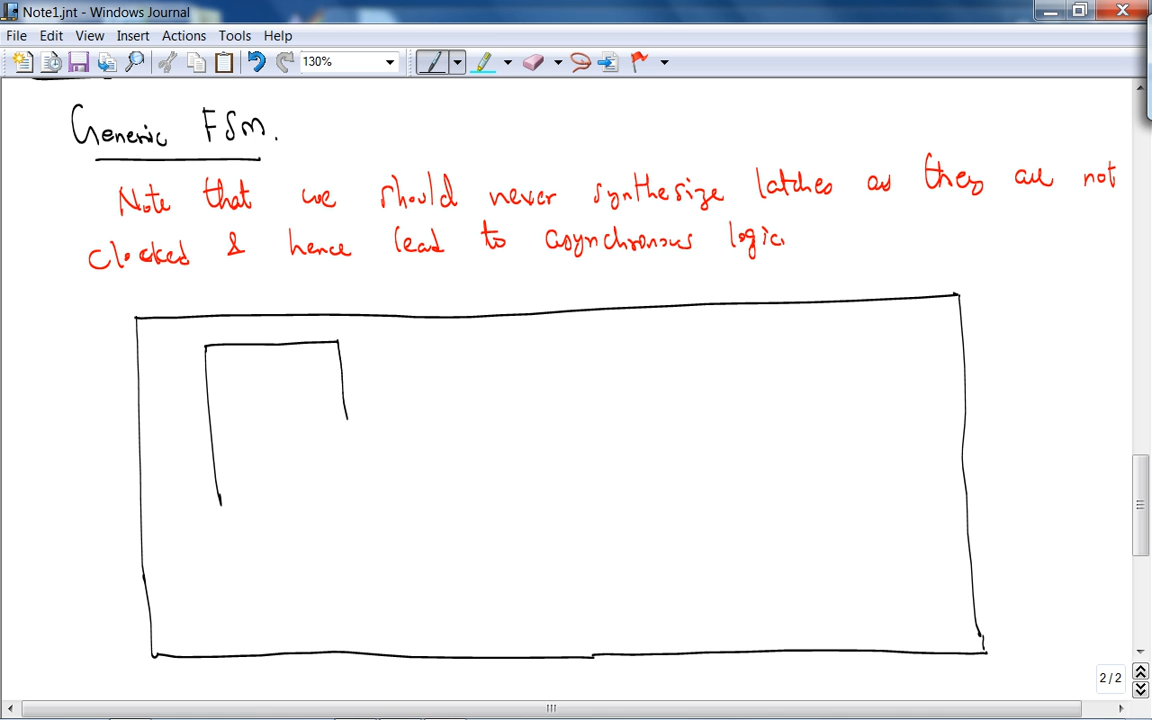 Note1.jnt - Windows Journal
File Edit View Insert Actions Tools Help
130%
Generic FSM.
Note that we should never synthesize latches as they are not
clocked & hence lead to asynchronous logic
2 / 2